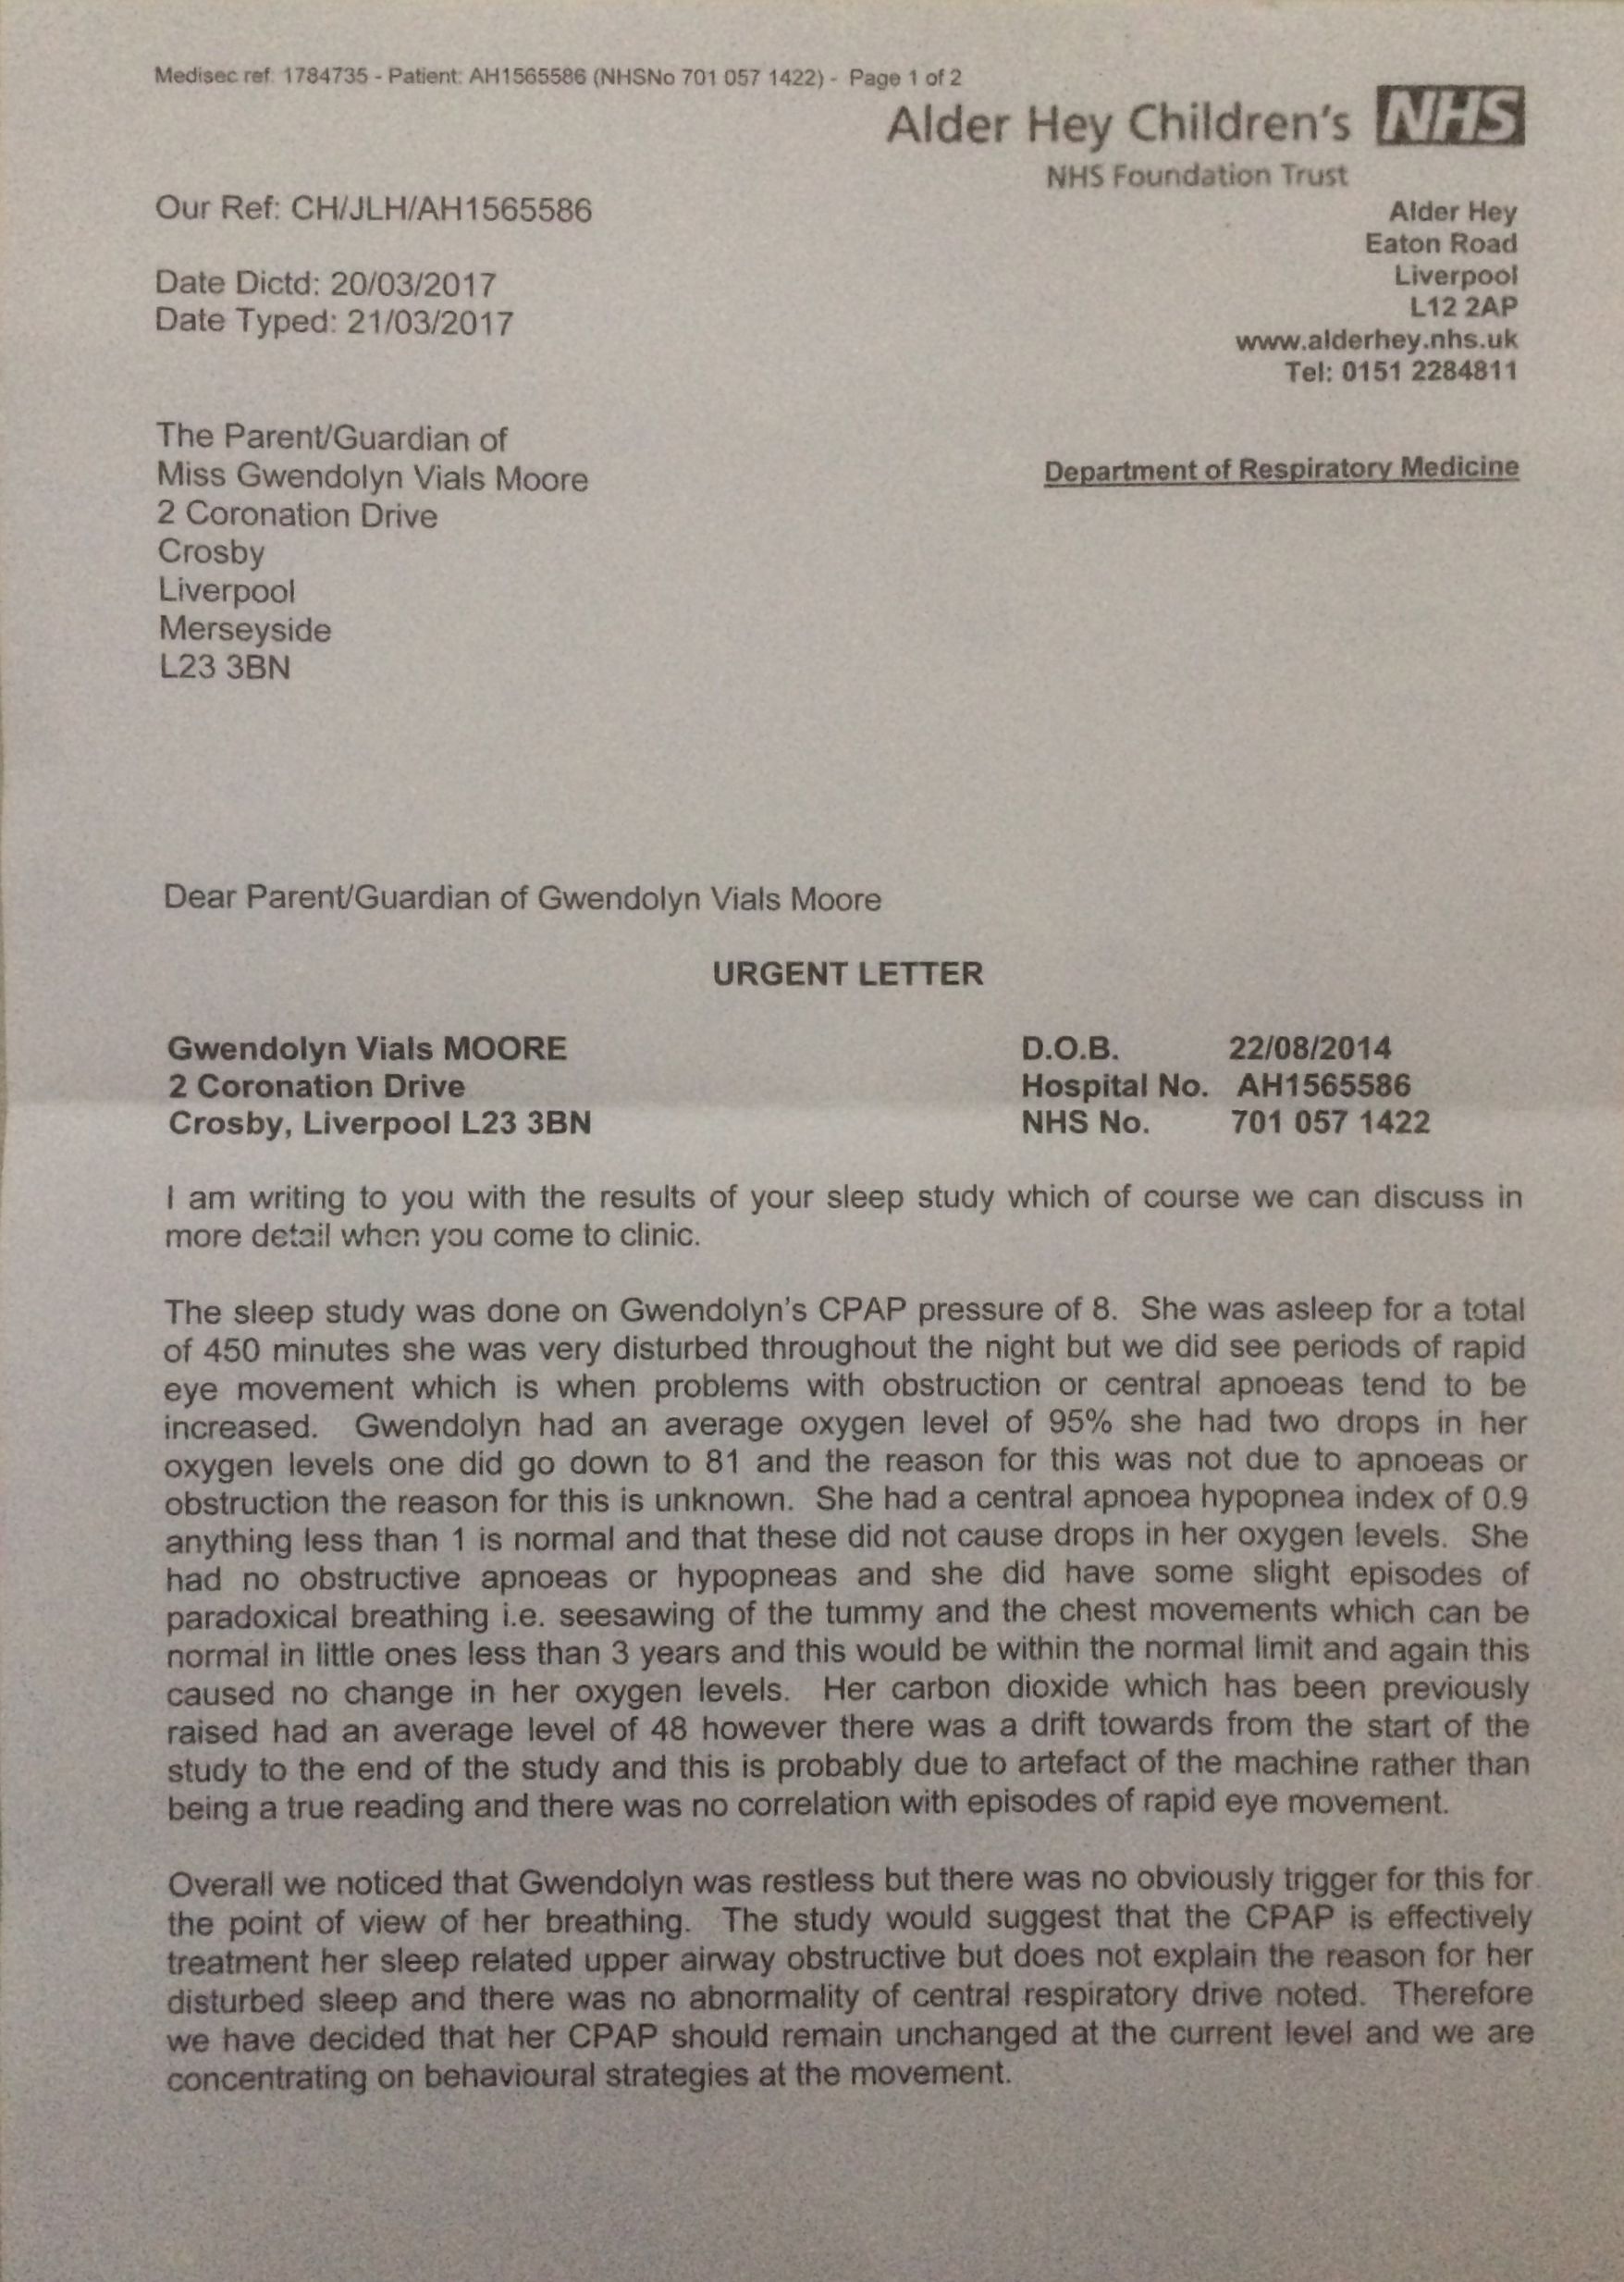 Medisec ref: 1784735 - Patient: AH1565586 (NHSNo 701 057 1422) - Page 1 of 2
Alder Hey Children's NHS
NHS Foundation Trust
Our Ref: CH/JLH/AH1565586
Alder Hey
Eaton Road
Liverpool
L12 2AP
www.alderhey.nhs.uk
Tel: 0151 2284811
Date Dictd: 20/03/2017
Date Typed: 21/03/2017
The Parent/Guardian of
Miss Gwendolyn Vials Moore
2 Coronation Drive
Crosby
Liverpool
Merseyside
L23 3BN
Department of Respiratory Medicine
Dear Parent/Guardian of Gwendolyn Vials Moore
URGENT LETTER
Gwendolyn Vials MOORE D.O.B. 22/08/2014
2 Coronation Drive Hospital No. AH1565586
Crosby, Liverpool L23 3BN NHS No. 701 057 1422
I am writing to you with the results of your sleep study which of course we can discuss in
more detail when you come to clinic.
The sleep study was done on Gwendolyn's CPAP pressure of 8. She was asleep for a total
of 450 minutes she was very disturbed throughout the night but we did see periods of rapid
eye movement which is when problems with obstruction or central apnoeas tend to be
increased. Gwendolyn had an average oxygen level of 95% she had two drops in her
oxygen levels one did go down to 81 and the reason for this was not due to apnoeas or
obstruction the reason for this is unknown. She had a central apnoea hypopnea index of 0.9
anything less than 1 is normal and that these did not cause drops in her oxygen levels. She
had no obstructive apnoeas or hypopneas and she did have some slight episodes of
paradoxical breathing i.e. seesawing of the tummy and the chest movements which can be
normal in little ones less than 3 years and this would be within the normal limit and again this
caused no change in her oxygen levels. Her carbon dioxide which has been previously
raised had an average level of 48 however there was a drift towards from the start of the
study to the end of the study and this is probably due to artefact of the machine rather than
being a true reading and there was no correlation with episodes of rapid eye movement.
Overall we noticed that Gwendolyn was restless but there was no obviously trigger for this for
the point of view of her breathing. The study would suggest that the CPAP is effectively
treatment her sleep related upper airway obstructive but does not explain the reason for her
disturbed sleep and there was no abnormality of central respiratory drive noted. Therefore
we have decided that her CPAP should remain unchanged at the current level and we are
concentrating on behavioural strategies at the movement.